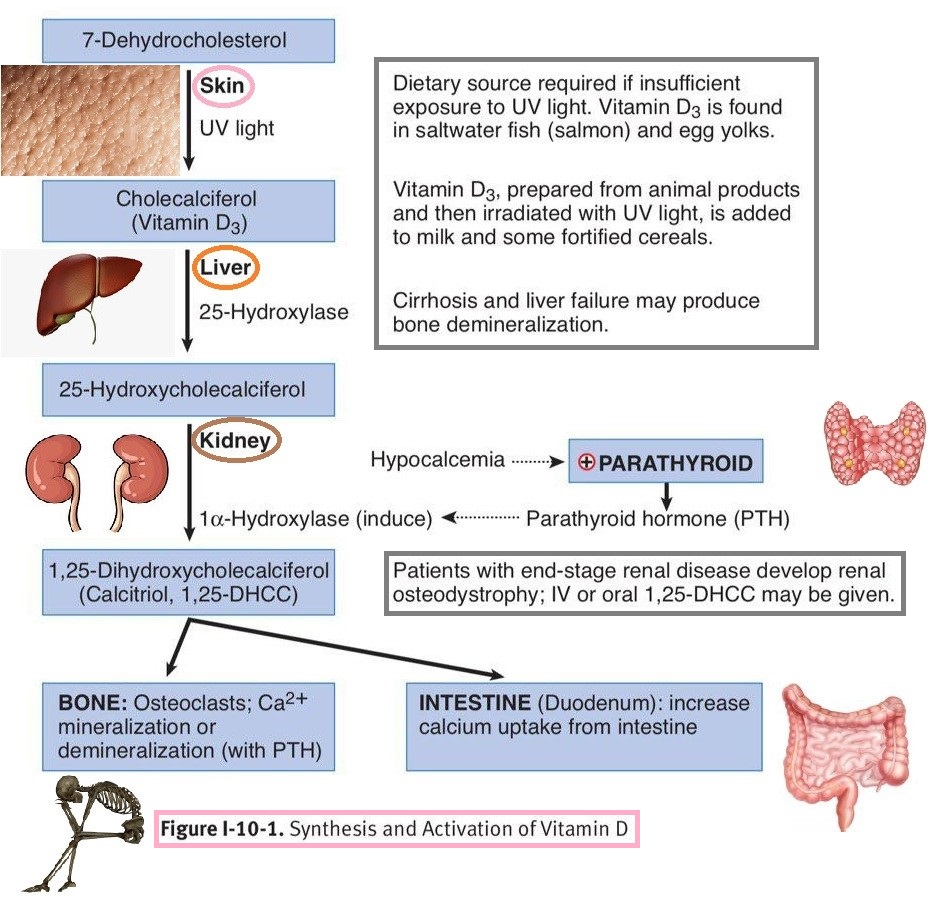 7-Dehydrocholesterol
Skin
UV light
Dietary source required if insufficient
exposure to UV light. Vitamin D₃ is found
in saltwater fish (salmon) and egg yolks.
Vitamin D₃, prepared from animal products
and then irradiated with UV light, is added
to milk and some fortified cereals.
Cirrhosis and liver failure may produce
bone demineralization.
Cholecalciferol
(Vitamin D₃)
Liver
25-Hydroxylase
25-Hydroxycholecalciferol
Kidney
Hypocalcemia
+ PARATHYROID
1α-Hydroxylase (induce)
Parathyroid hormone (PTH)
1,25-Dihydroxycholecalciferol
(Calcitriol, 1,25-DHCC)
Patients with end-stage renal disease develop renal
osteodystrophy; IV or oral 1,25-DHCC may be given.
BONE: Osteoclasts; Ca²⁺
mineralization or
demineralization (with PTH)
INTESTINE (Duodenum): increase
calcium uptake from intestine
Figure I-10-1. Synthesis and Activation of Vitamin D